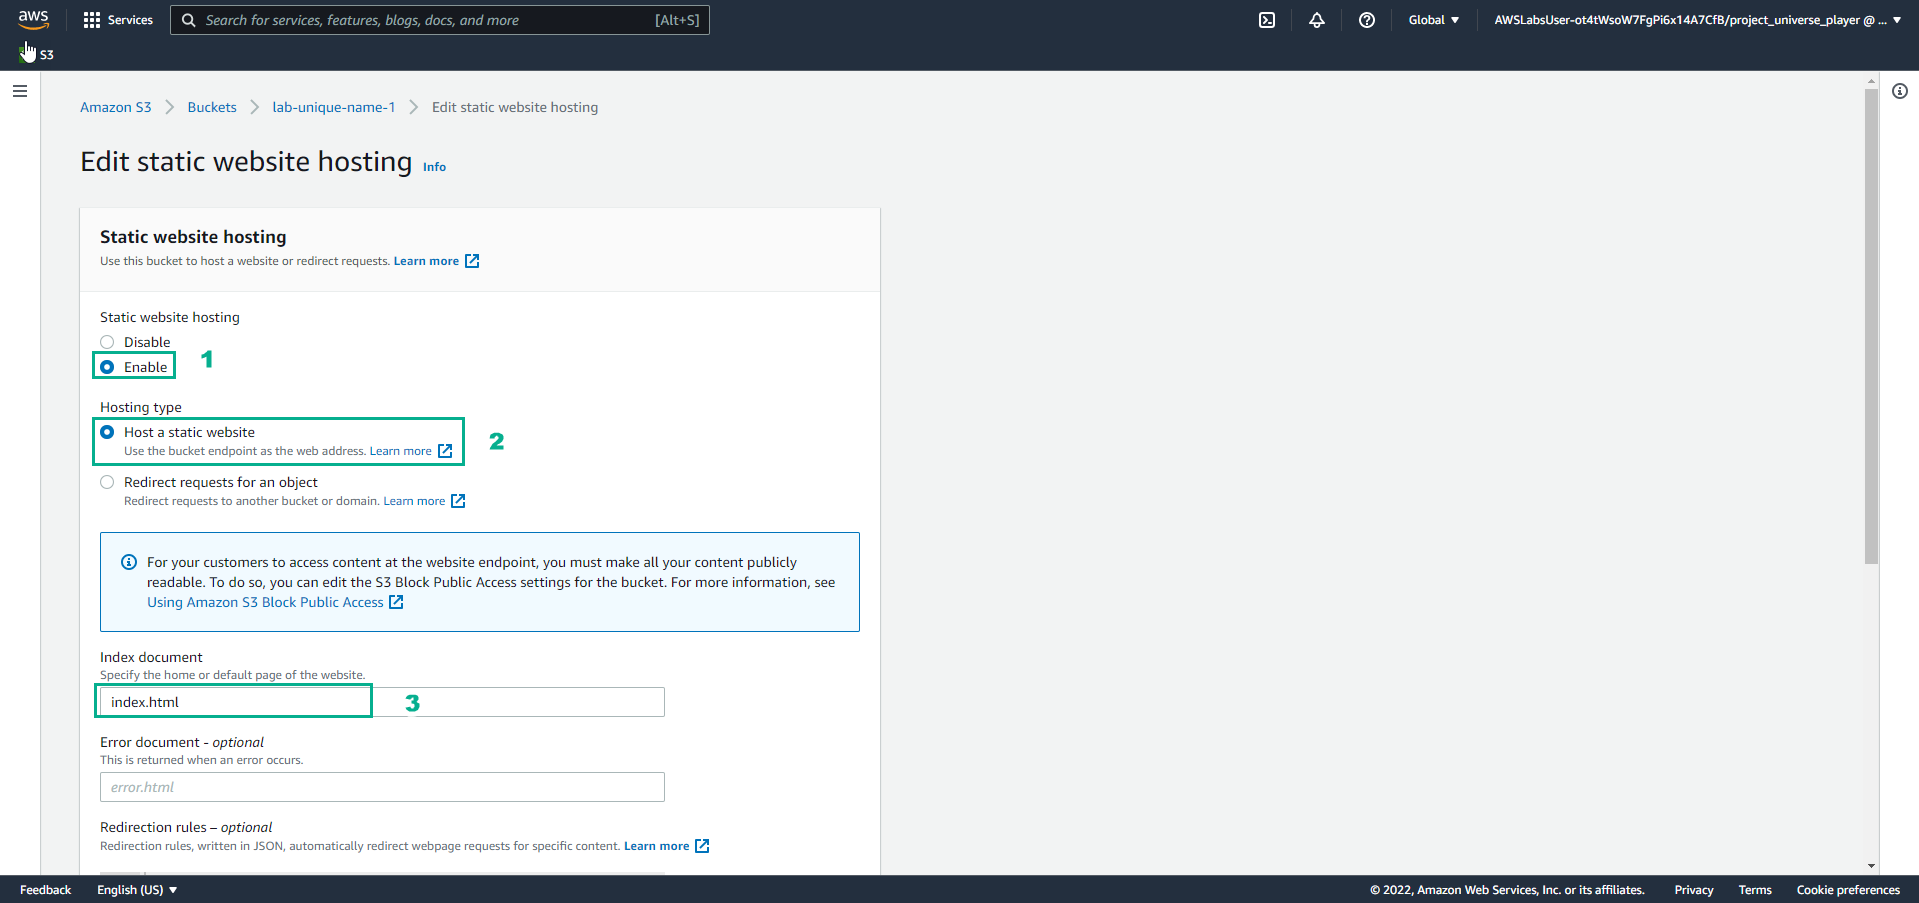 aws Services Search for services, features, blogs, docs, and more [Alt+S] Global AWSLabsUser-ot4tWsoW7FgPi6x14A7CfB/project_universe_player @ ...
S3
Amazon S3 Buckets lab-unique-name-1 Edit static website hosting
Edit static website hosting Info
Static website hosting
Use this bucket to host a website or redirect requests. Learn more
Static website hosting
Disable
Enable 1
Hosting type
Host a static website 2
Use the bucket endpoint as the web address. Learn more
Redirect requests for an object
Redirect requests to another bucket or domain. Learn more
For your customers to access content at the website endpoint, you must make all your content publicly
readable. To do so, you can edit the S3 Block Public Access settings for the bucket. For more information, see
Using Amazon S3 Block Public Access
Index document
Specify the home or default page of the website.
index.html 3
Error document - optional
This is returned when an error occurs.
error.html
Redirection rules – optional
Redirection rules, written in JSON, automatically redirect webpage requests for specific content. Learn more
Feedback English (US) © 2022, Amazon Web Services, Inc. or its affiliates. Privacy Terms Cookie preferences